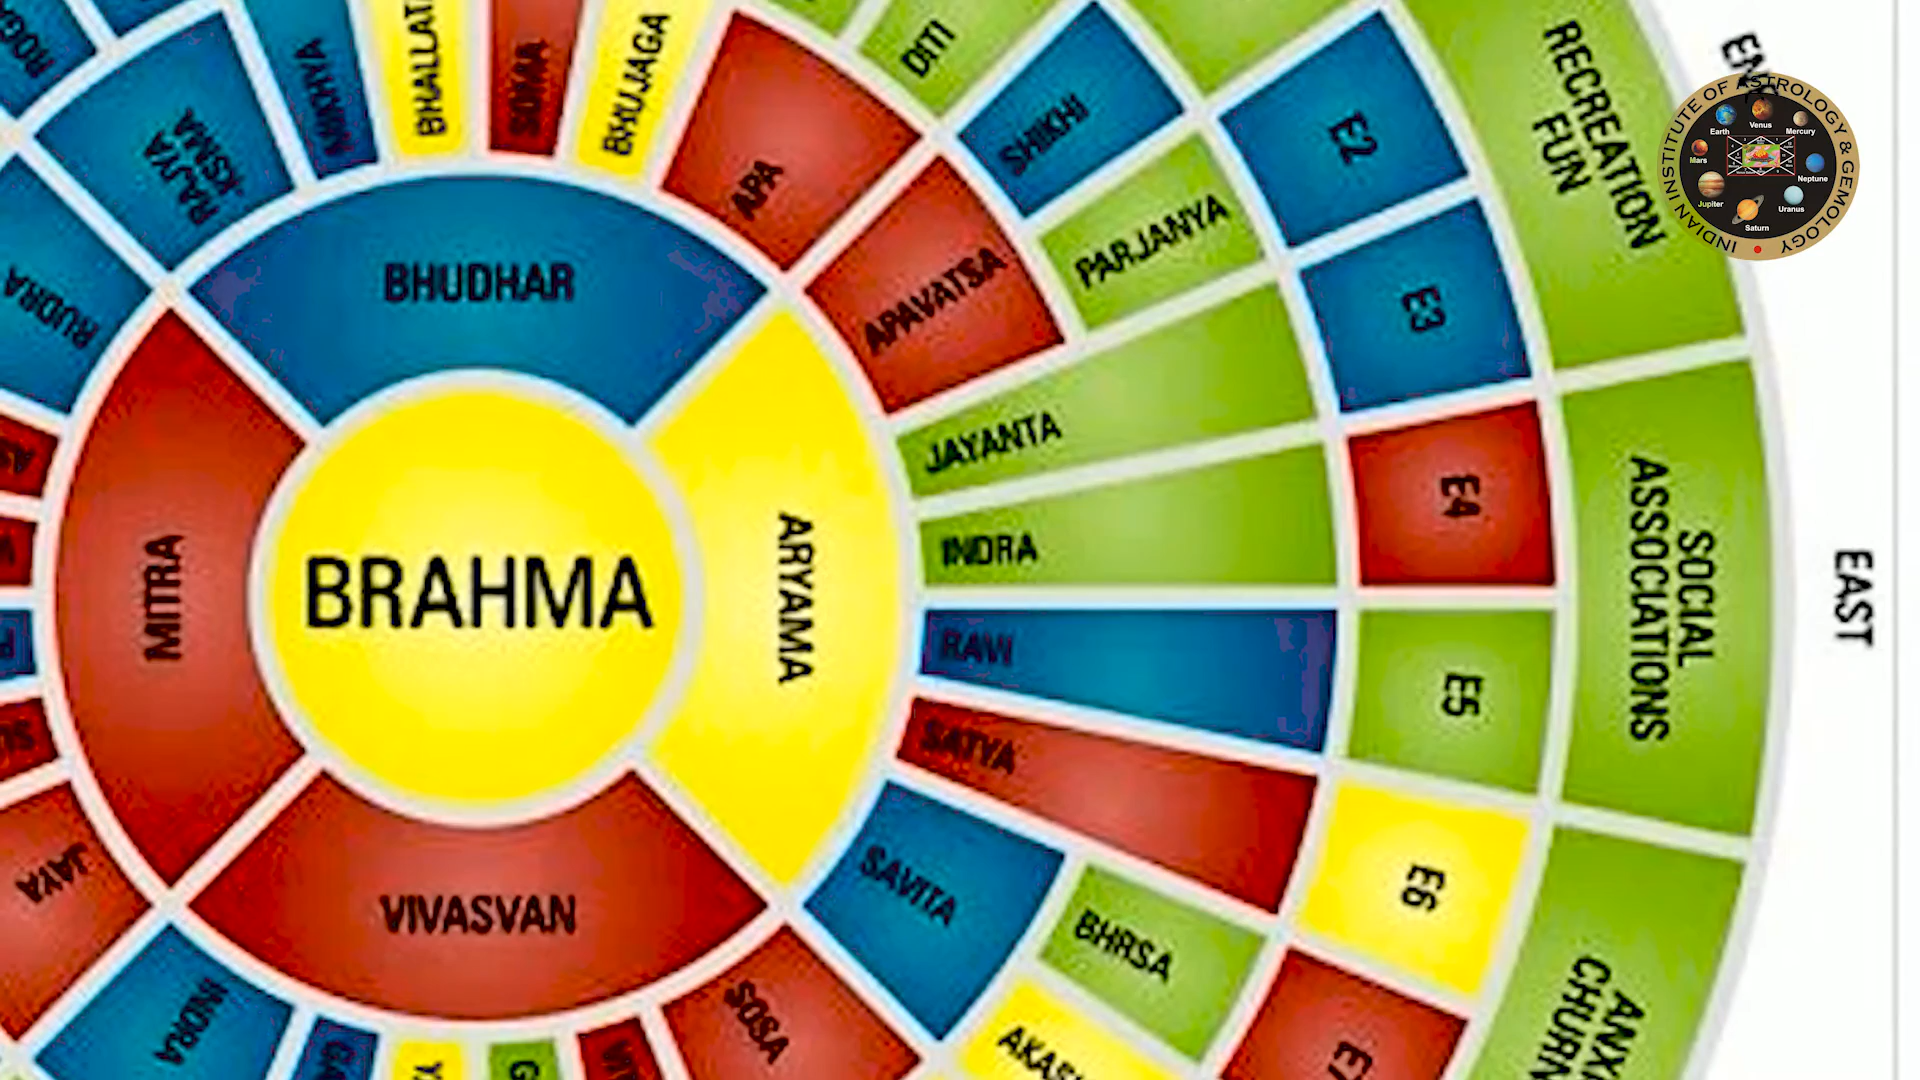 BHUJAGA
SOMA
DITI
RECREATION
FUN
SHIKHI
E2
INDIAN INSTITUTE OF ASTROLOGY & GEMOLOGY
Earth
Venus
Mercury
Mars
Neptune
Jupiter
Uranus
Saturn
RAJYA
KSMA
APA
PARJANYA
RUDRA
BHUDHAR
APAVATSA
E3
JAYANTA
E4
INDRA
SOCIAL
ASSOCIATIONS
EAST
MITRA
BRAHMA
ARYAMA
RAVI
E5
SATYA
JAYA
VIVASVAN
SAVITA
E6
BHRSA
INDRA
SOSA